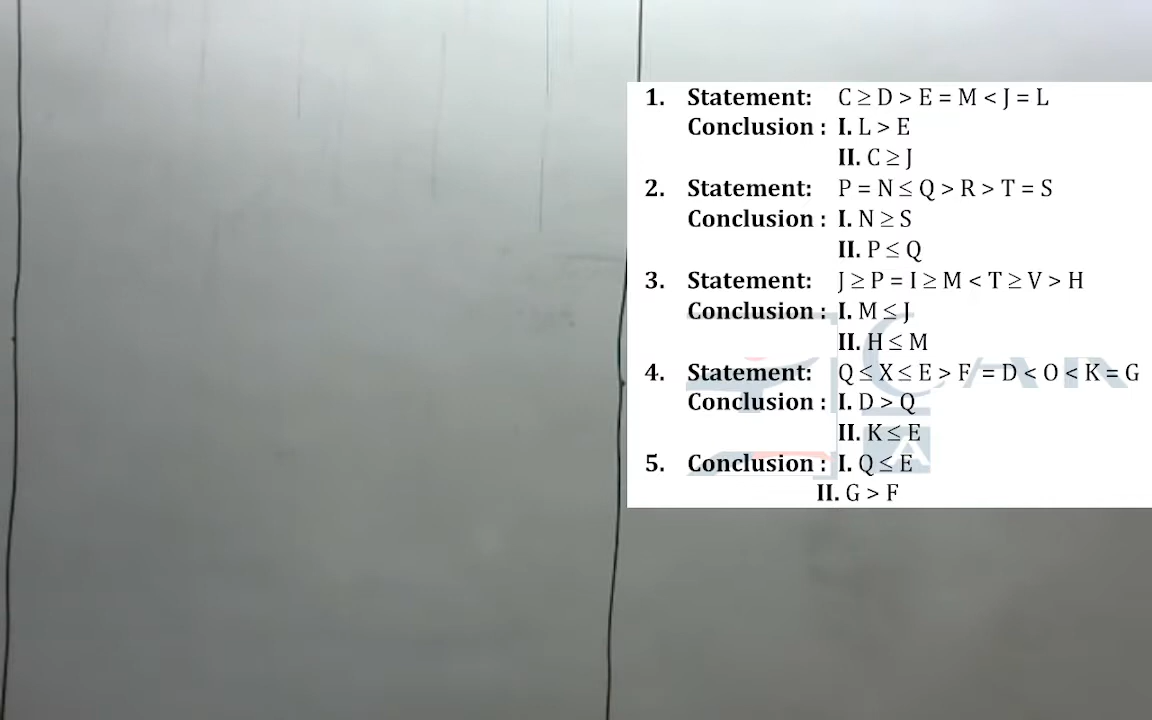 1. Statement: C ≥ D > E = M < J = L
Conclusion : I. L > E
II. C ≥ J
2. Statement: P = N ≤ Q > R > T = S
Conclusion : I. N ≥ S
II. P ≤ Q
3. Statement: J ≥ P = I ≥ M < T ≥ V > H
Conclusion : I. M ≤ J
II. H ≤ M
4. Statement: Q ≤ X ≤ E > F = D < O < K = G
Conclusion : I. D > Q
II. K ≤ E
5. Conclusion : I. Q ≤ E
II. G > F